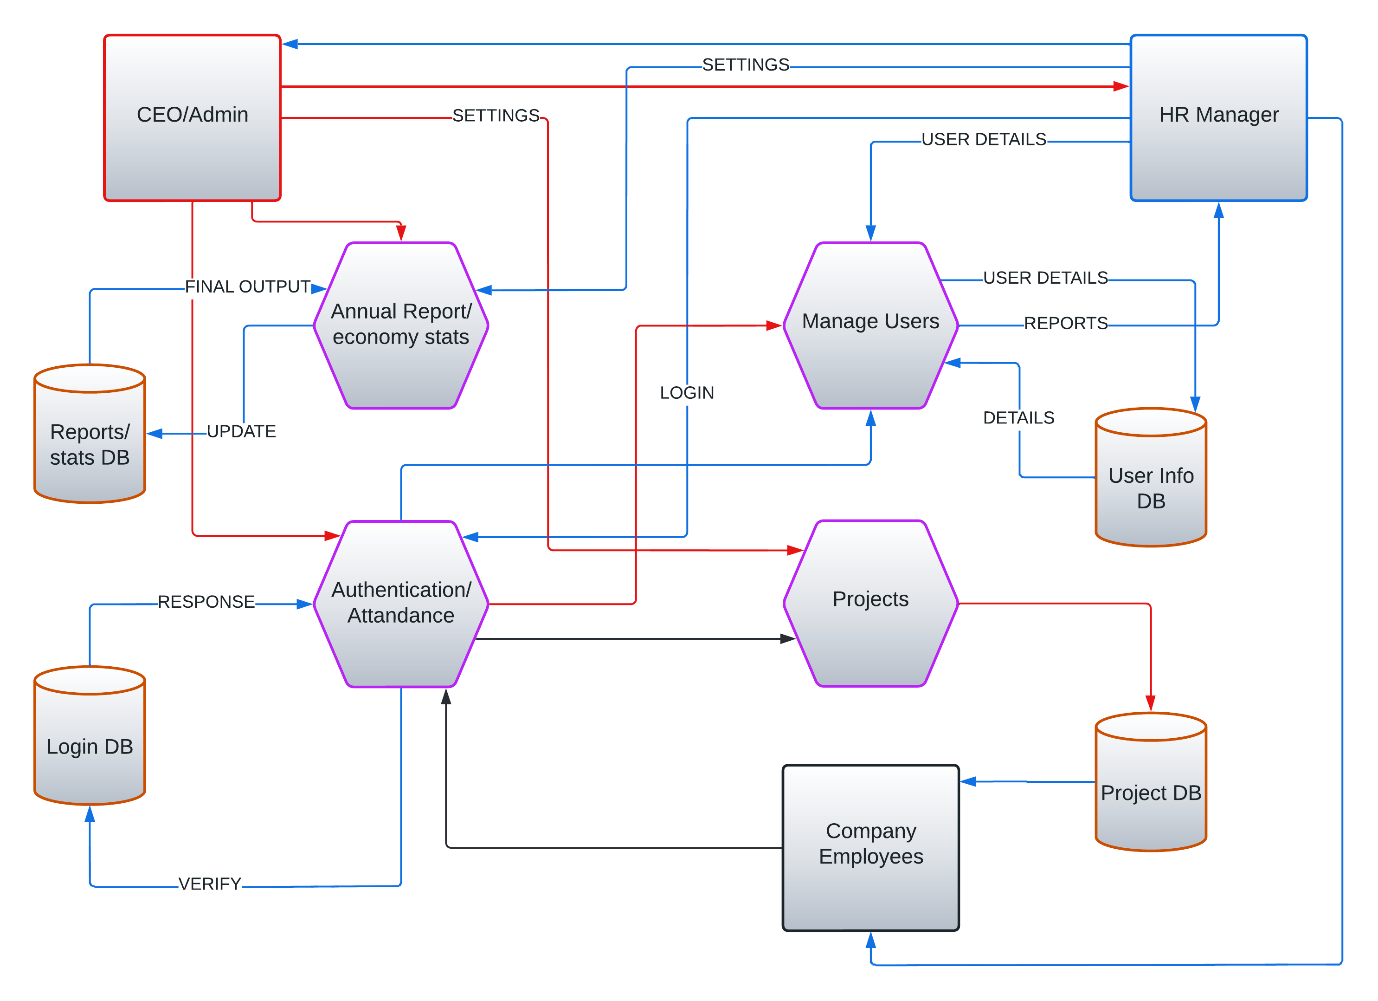 SETTINGS
CEO/Admin
SETTINGS
HR Manager
USER DETAILS
FINAL OUTPUT
USER DETAILS
Annual Report/
economy stats
Manage Users
REPORTS
LOGIN
DETAILS
Reports/
stats DB
UPDATE
User Info
DB
Authentication/
Attandance
Projects
RESPONSE
Login DB
Project DB
Company
Employees
VERIFY